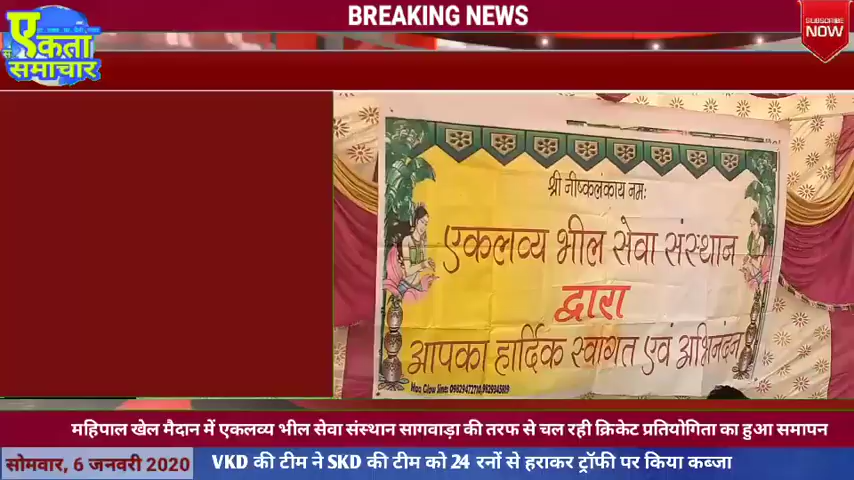 BREAKING NEWS
SUBSCRIBE
NOW
एकता
समाचार
श्री नीष्कलंकाय नमः
एकलव्य भील सेवा संस्थान
द्वारा
आपका हार्दिक स्वागत एवं अभिनंदन
महिपाल खेल मैदान में एकलव्य भील सेवा संस्थान सागवाड़ा की तरफ से चल रही क्रिकेट प्रतियोगिता का हुआ समापन
सोमवार, 6 जनवरी 2020
VKD की टीम ने SKD की टीम को 24 रनों से हराकर ट्रॉफी पर किया कब्जा